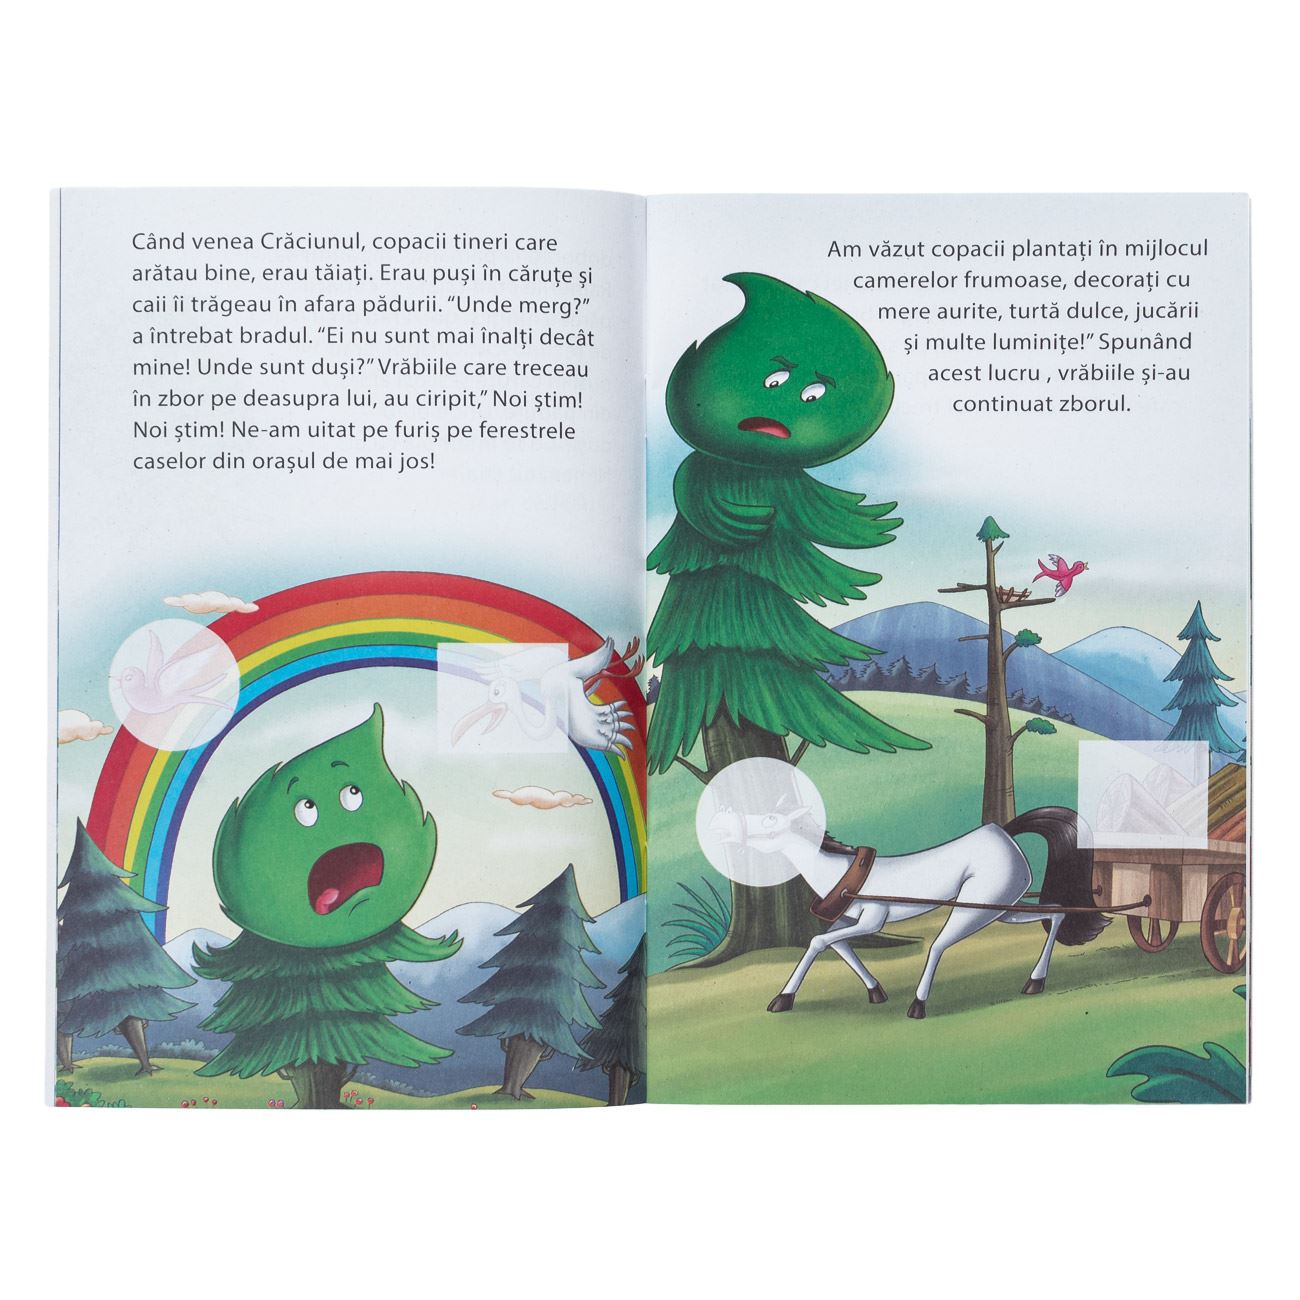 Când venea Crăciunul, copacii tineri care
arătau bine, erau tăiați. Erau puși în căruțe și
caii îi trăgeau în afara pădurii. “Unde merg?”
a întrebat bradul. “Ei nu sunt mai înalți decât
mine! Unde sunt duși?” Vrăbiile care treceau
în zbor pe deasupra lui, au ciripit,” Noi știm!
Noi știm! Ne-am uitat pe furiș pe ferestrele
caselor din orașul de mai jos!
Am văzut copacii plantați în mijlocul
camerelor frumoase, decorați cu
mere aurite, turtă dulce, jucării
și multe luminițe!” Spunând
acest lucru , vrăbiile și-au
continuat zborul.